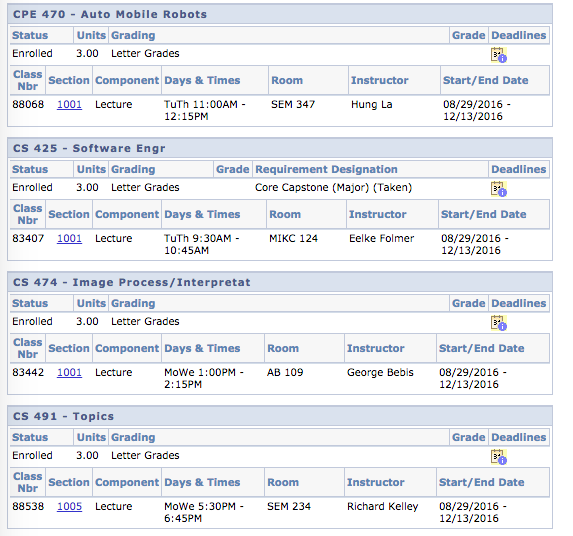 CPE 470 - Auto Mobile Robots
Status Units Grading Grade Deadlines
Enrolled 3.00 Letter Grades
Class Nbr Section Component Days & Times Room Instructor Start/End Date
88068 1001 Lecture TuTh 11:00AM - SEM 347 Hung La 08/29/2016 -
12:15PM 12/13/2016
CS 425 - Software Engr
Status Units Grading Grade Requirement Designation Deadlines
Enrolled 3.00 Letter Grades Core Capstone (Major) (Taken)
Class Nbr Section Component Days & Times Room Instructor Start/End Date
83407 1001 Lecture TuTh 9:30AM - MIKC 124 Eelke Folmer 08/29/2016 -
10:45AM 12/13/2016
CS 474 - Image Process/Interpretat
Status Units Grading Grade Deadlines
Enrolled 3.00 Letter Grades
Class Nbr Section Component Days & Times Room Instructor Start/End Date
83442 1001 Lecture MoWe 1:00PM - AB 109 George Bebis 08/29/2016 -
2:15PM 12/13/2016
CS 491 - Topics
Status Units Grading Grade Deadlines
Enrolled 3.00 Letter Grades
Class Nbr Section Component Days & Times Room Instructor Start/End Date
88538 1005 Lecture MoWe 5:30PM - SEM 234 Richard Kelley 08/29/2016 -
6:45PM 12/13/2016